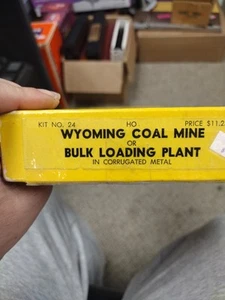 KIT NO. 24 HO PRICE $11.2
WYOMING COAL MINE
OR
BULK LOADING PLANT
IN CORRUGATED METAL